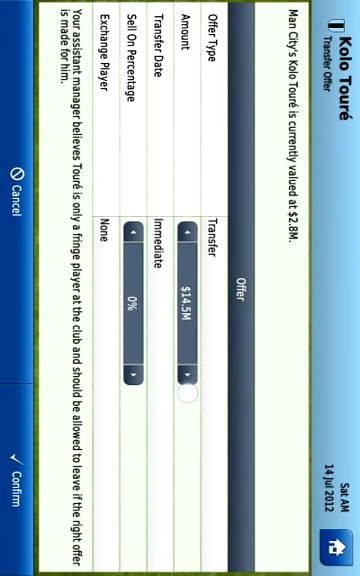 Kolo Touré
Transfer Offer
Sat AM
14 Jul 2012
Man City's Kolo Touré is currently valued at $2.8M.
Offer
Offer Type Transfer
Amount $14.5M
Transfer Date Immediate
Sell On Percentage 0%
Exchange Player None
Your assistant manager believes Touré is only a fringe player at the club and should be allowed to leave if the right offer
is made for him.
Cancel Confirm